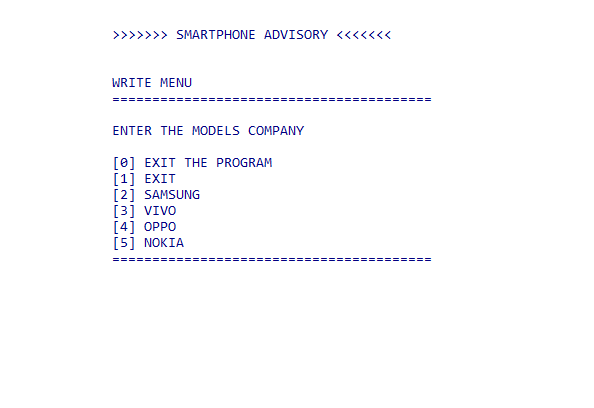 >>>>>>> SMARTPHONE ADVISORY <<<<<<<
WRITE MENU
========================================
ENTER THE MODELS COMPANY
[0] EXIT THE PROGRAM
[1] EXIT
[2] SAMSUNG
[3] VIVO
[4] OPPO
[5] NOKIA
========================================